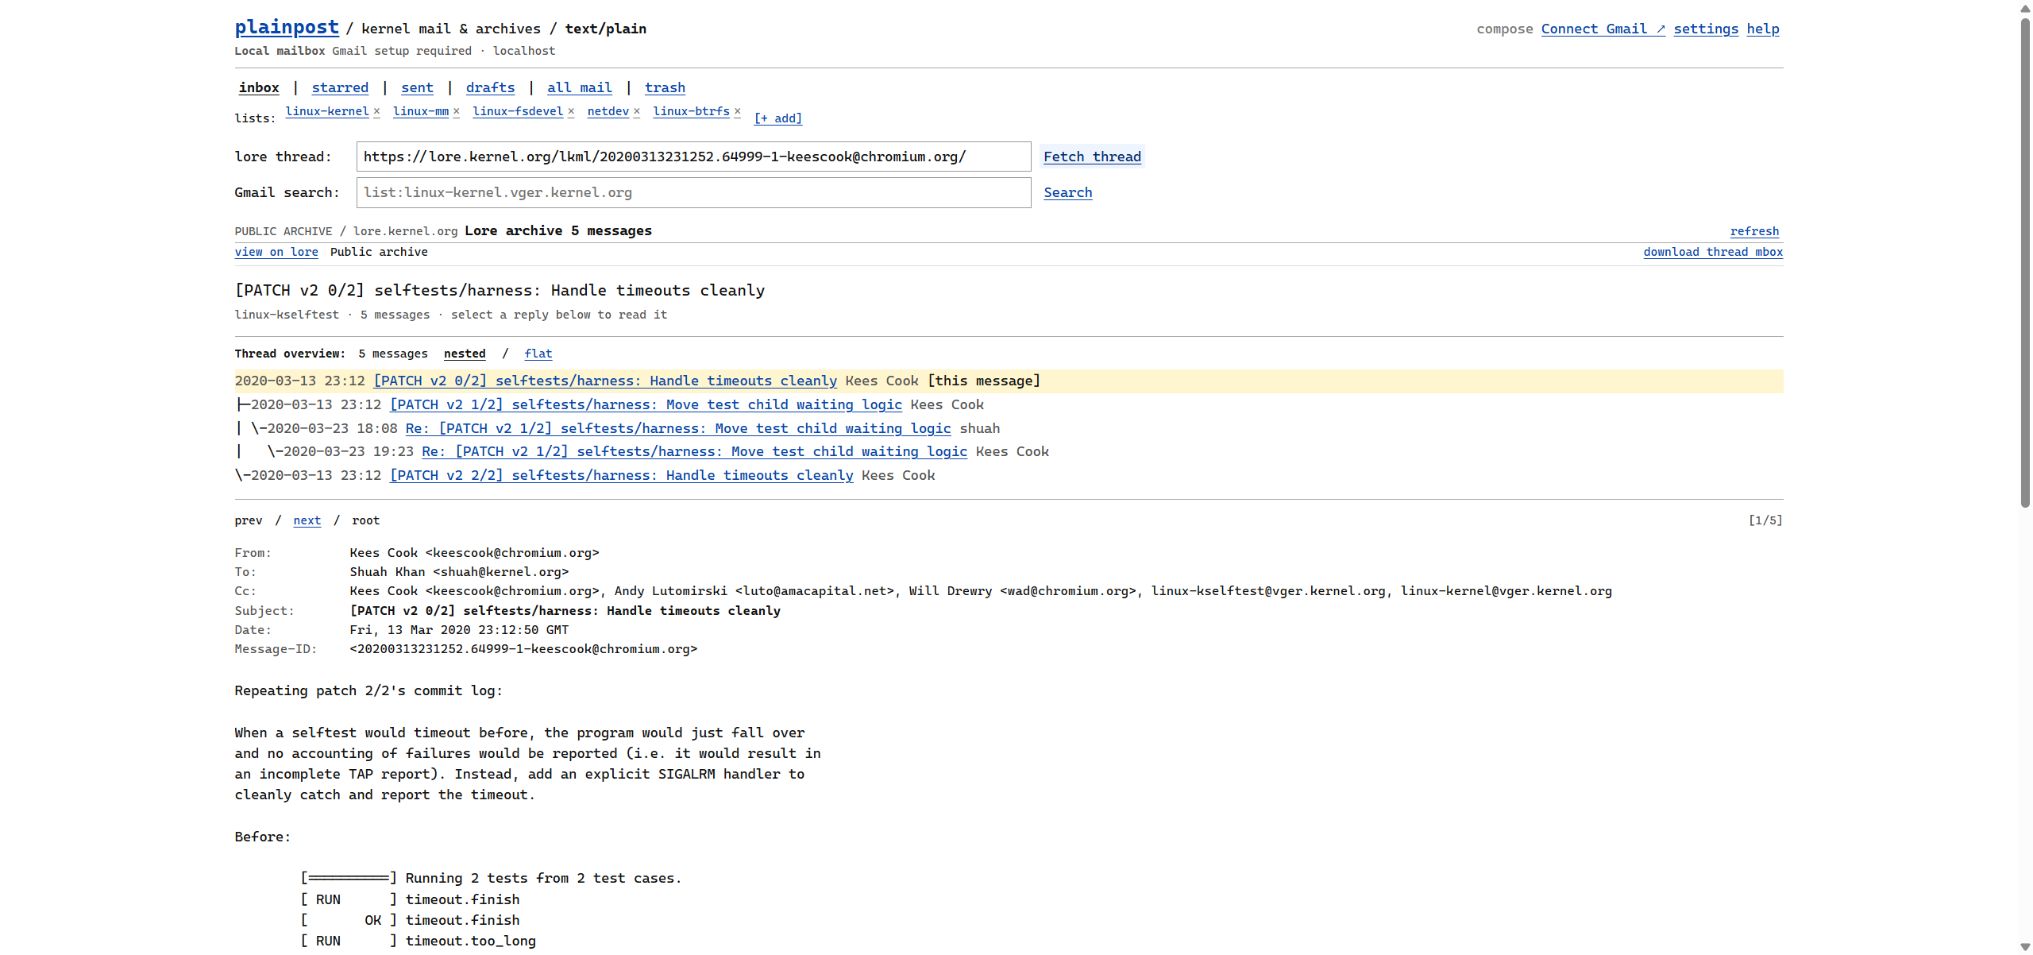 plainpost / kernel mail & archives / text/plain
compose Connect Gmail ↗ settings help
Local mailbox Gmail setup required · localhost
inbox | starred | sent | drafts | all mail | trash
lists: linux-kernel × linux-mm × linux-fsdevel × netdev × linux-btrfs × [+ add]
lore thread: https://lore.kernel.org/lkml/20200313231252.64999-1-keescook@chromium.org/ Fetch thread
Gmail search: list:linux-kernel.vger.kernel.org Search
PUBLIC ARCHIVE / lore.kernel.org Lore archive 5 messages refresh
view on lore Public archive download thread mbox
[PATCH v2 0/2] selftests/harness: Handle timeouts cleanly
linux-kselftest · 5 messages · select a reply below to read it
Thread overview: 5 messages nested / flat
2020-03-13 23:12 [PATCH v2 0/2] selftests/harness: Handle timeouts cleanly Kees Cook [this message]
├─2020-03-13 23:12 [PATCH v2 1/2] selftests/harness: Move test child waiting logic Kees Cook
| \-2020-03-23 18:08 Re: [PATCH v2 1/2] selftests/harness: Move test child waiting logic shuah
|   \-2020-03-23 19:23 Re: [PATCH v2 1/2] selftests/harness: Move test child waiting logic Kees Cook
\-2020-03-13 23:12 [PATCH v2 2/2] selftests/harness: Handle timeouts cleanly Kees Cook
prev / next / root [1/5]
From: Kees Cook <keescook@chromium.org>
To: Shuah Khan <shuah@kernel.org>
Cc: Kees Cook <keescook@chromium.org>, Andy Lutomirski <luto@amacapital.net>, Will Drewry <wad@chromium.org>, linux-kselftest@vger.kernel.org, linux-kernel@vger.kernel.org
Subject: [PATCH v2 0/2] selftests/harness: Handle timeouts cleanly
Date: Fri, 13 Mar 2020 23:12:50 GMT
Message-ID: <20200313231252.64999-1-keescook@chromium.org>
Repeating patch 2/2's commit log:
When a selftest would timeout before, the program would just fall over
and no accounting of failures would be reported (i.e. it would result in
an incomplete TAP report). Instead, add an explicit SIGALRM handler to
cleanly catch and report the timeout.
Before:
[==========] Running 2 tests from 2 test cases.
[ RUN      ] timeout.finish
[       OK ] timeout.finish
[ RUN      ] timeout.too_long